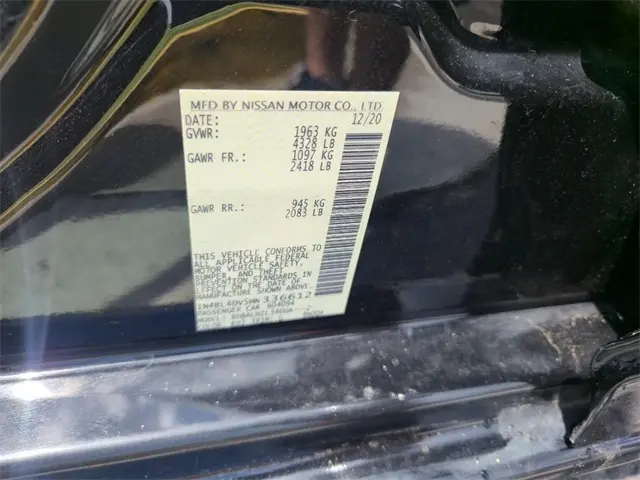 MFD BY NISSAN MOTOR CO., LTD
DATE: 12/20
GVWR: 1963 KG
4328 LB
GAWR FR.: 1097 KG
2418 LB
GAWR RR.: 945 KG
2083 LB
THIS VEHICLE CONFORMS TO
ALL APPLICABLE FEDERAL
MOTOR VEHICLE SAFETY,
BUMPER, AND THEFT
PREVENTION STANDARDS IN
EFFECT ON THE DATE OF
MANUFACTURE SHOWN ABOVE.
336612
PASSENGER CAR
MODEL: